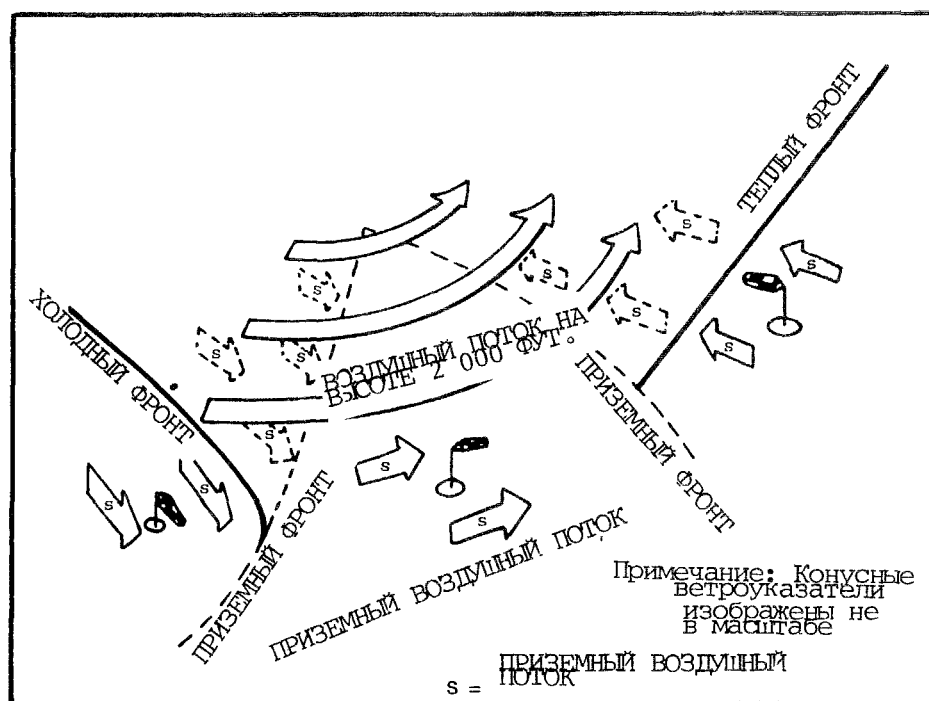 ТЕПЛЫЙ ФРОНТ
S
S
S
S
S
S
ХОЛОДНЫЙ ФРОНТ
S
S
S
ВОЗДУШНЫЙ ПОТОК НА
ВЫСОТЕ 2 000 ФУТ.
ПРИЗЕМНЫЙ ФРОНТ
S
S
S
S
S
ПРИЗЕМНЫЙ ФРОНТ
ПРИЗЕМНЫЙ ВОЗДУШНЫЙ ПОТОК
Примечание: Конусные
ветроуказатели
изображены не
в масштабе
S = ПРИЗЕМНЫЙ ВОЗДУШНЫЙ
ПОТОК